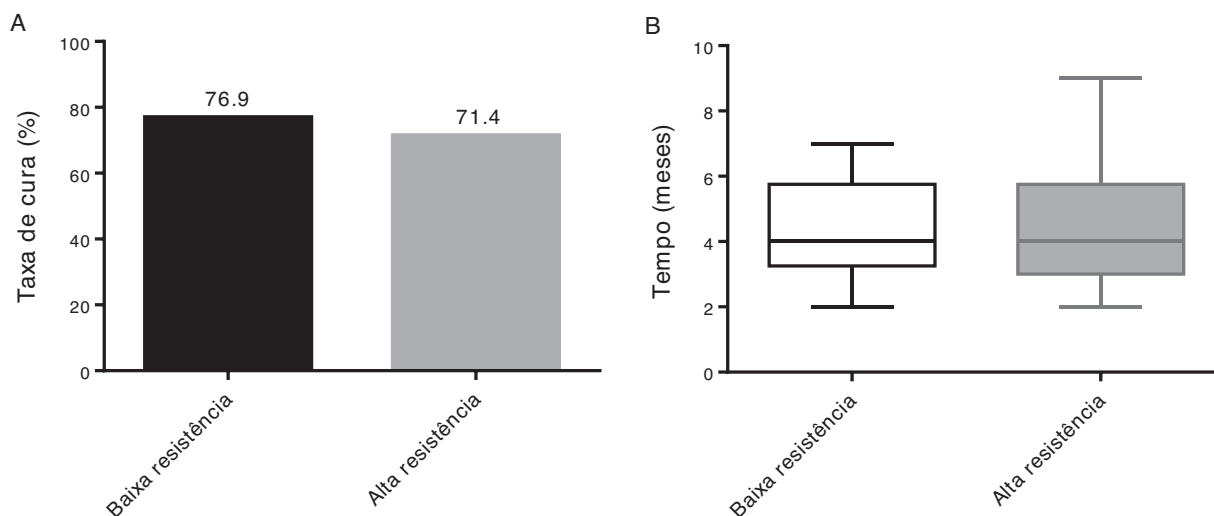 A
Taxa de cura (%)
100
80
60
40
20
0
76.9
71.4
Baixa resistência
Alta resistência
B
Tempo (meses)
10
8
6
4
2
0
Baixa resistência
Alta resistência